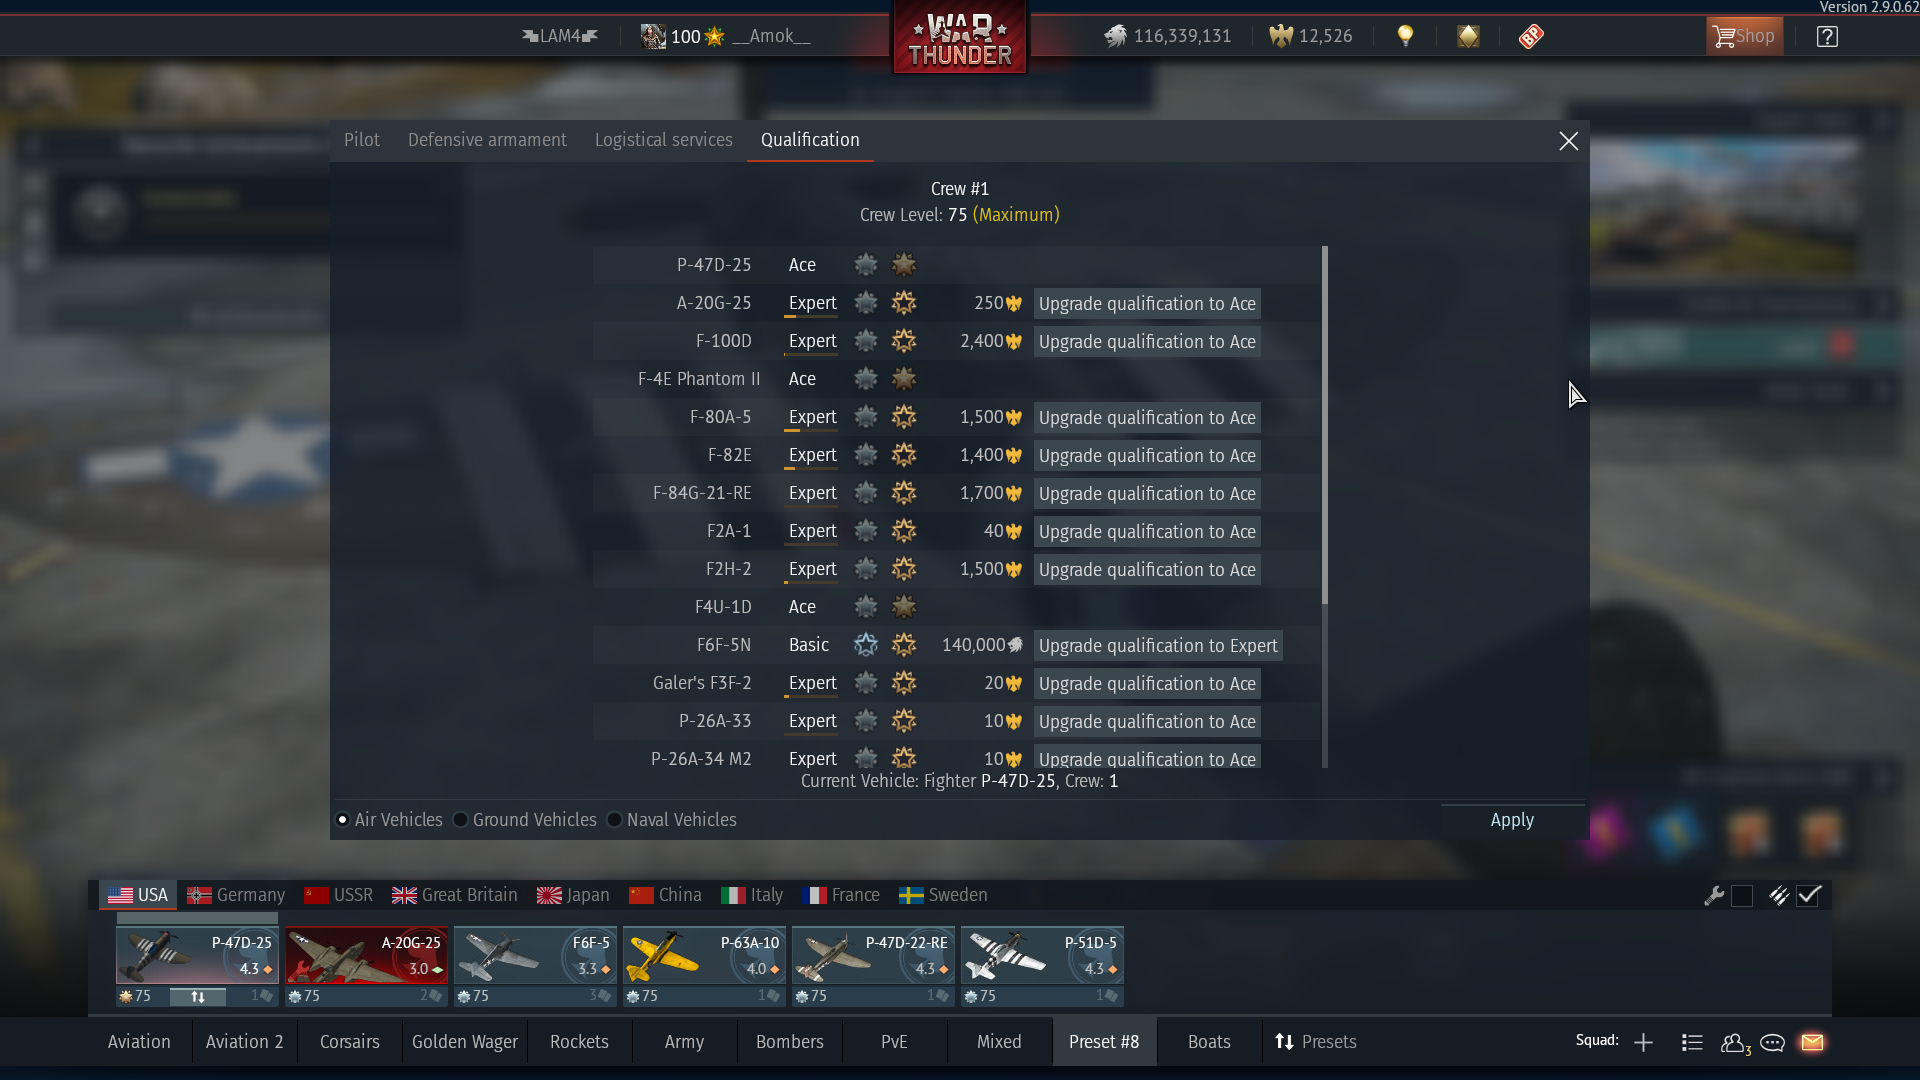 Version 2.9.0.62
LAM4
100 __Amok__
WAR THUNDER
116,339,131
12,526
BP
Shop
?
Pilot Defensive armament Logistical services Qualification
Crew #1
Crew Level: 75 (Maximum)
P-47D-25 Ace
A-20G-25 Expert 250 Upgrade qualification to Ace
F-100D Expert 2,400 Upgrade qualification to Ace
F-4E Phantom II Ace
F-80A-5 Expert 1,500 Upgrade qualification to Ace
F-82E Expert 1,400 Upgrade qualification to Ace
F-84G-21-RE Expert 1,700 Upgrade qualification to Ace
F2A-1 Expert 40 Upgrade qualification to Ace
F2H-2 Expert 1,500 Upgrade qualification to Ace
F4U-1D Ace
F6F-5N Basic 140,000 Upgrade qualification to Expert
Galer's F3F-2 Expert 20 Upgrade qualification to Ace
P-26A-33 Expert 10 Upgrade qualification to Ace
P-26A-34 M2 Expert 10 Upgrade qualification to Ace
Current Vehicle: Fighter P-47D-25, Crew: 1
Air Vehicles Ground Vehicles Naval Vehicles
Apply
USA Germany USSR Great Britain Japan China Italy France Sweden
P-47D-25 A-20G-25 F6F-5 P-63A-10 P-47D-22-RE P-51D-5
4.3 3.0 3.3 4.0 4.3 4.3
75 1 75 2 75 3 75 1 75 1 75 1
Aviation Aviation 2 Corsairs Golden Wager Rockets Army Bombers PvE Mixed Preset #8 Boats Presets
Squad: + 3